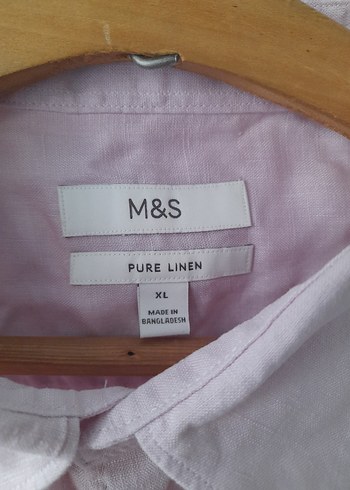 M&S
PURE LINEN
XL
MADE IN
BANGLADESH